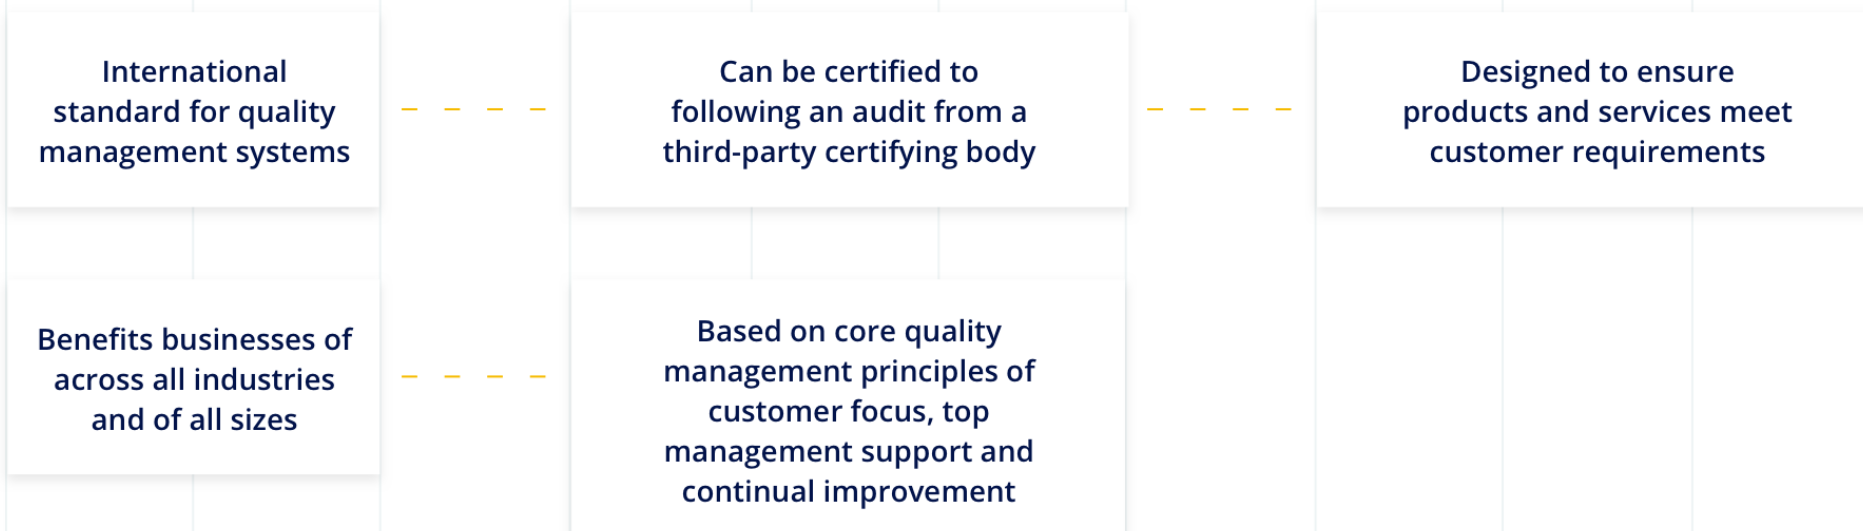 International
standard for quality
management systems
Can be certified to
following an audit from a
third-party certifying body
Designed to ensure
products and services meet
customer requirements
Benefits businesses of
across all industries
and of all sizes
Based on core quality
management principles of
customer focus, top
management support and
continual improvement